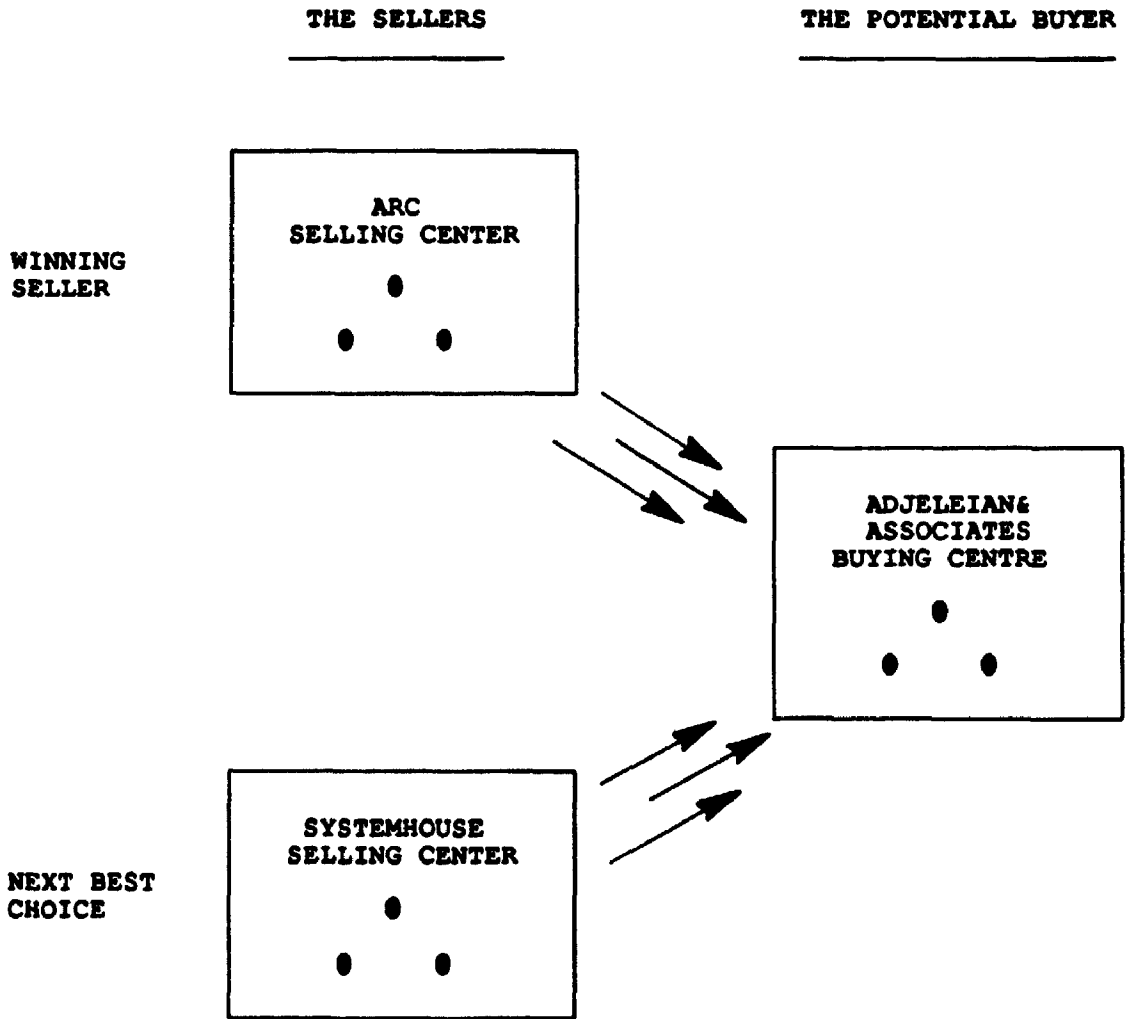 THE SELLERS
THE POTENTIAL BUYER
ARC
SELLING CENTER
WINNING
SELLER
ADJELEIAN&
ASSOCIATES
BUYING CENTRE
SYSTEMHOUSE
SELLING CENTER
NEXT BEST
CHOICE